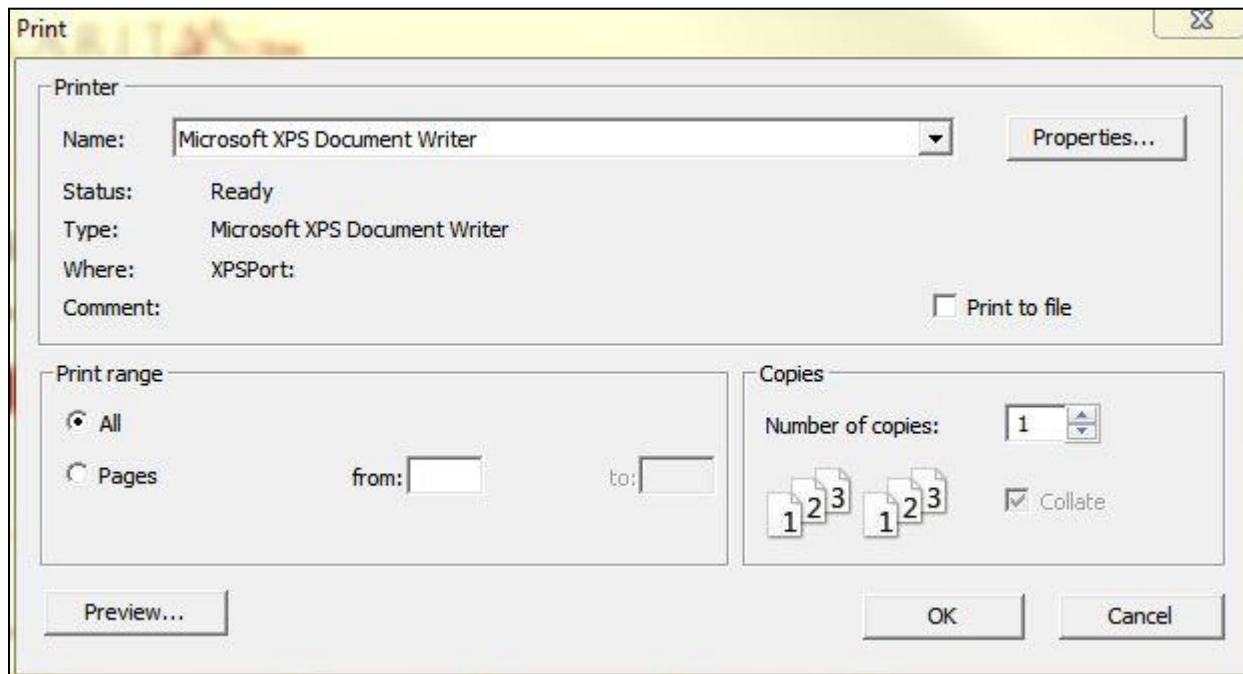 Print
Printer
Name: Microsoft XPS Document Writer Properties...
Status: Ready
Type: Microsoft XPS Document Writer
Where: XPSPort:
Comment: Print to file
Print range
All
Pages from: to:
Copies
Number of copies: 1
1 2 3 1 2 3
Collate
Preview... OK Cancel